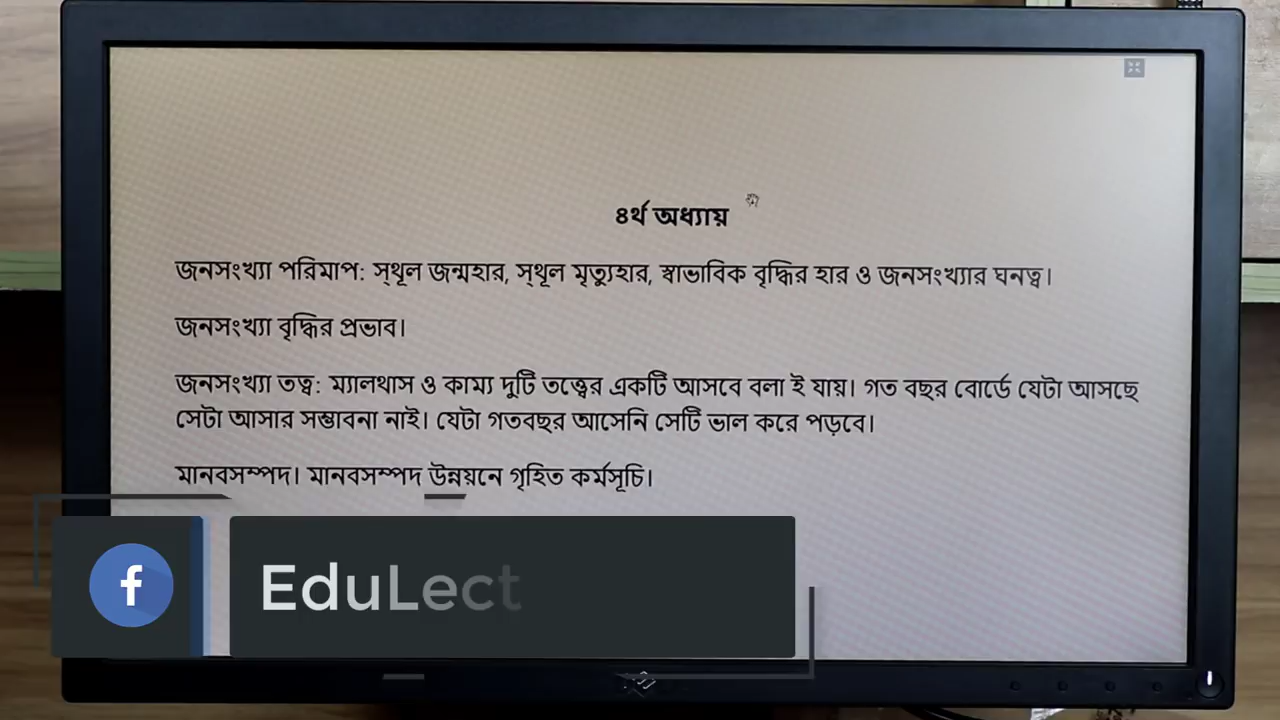 ৪র্থ অধ্যায়
জনসংখ্যা পরিমাপ: স্থূল জন্মহার, স্থূল মৃত্যুহার, স্বাভাবিক বৃদ্ধির হার ও জনসংখ্যার ঘনত্ব।
জনসংখ্যা বৃদ্ধির প্রভাব।
জনসংখ্যা তত্ব: ম্যালথাস ও কাম্য দুটি তত্ত্বের একটি আসবে বলা ই যায়। গত বছর বোর্ডে যেটা আসছে
সেটা আসার সম্ভাবনা নাই। যেটা গতবছর আসেনি সেটি ভাল করে পড়বে।
মানবসম্পদ। মানবসম্পদ উন্নয়নে গৃহিত কর্মসূচি।
f
EduLect